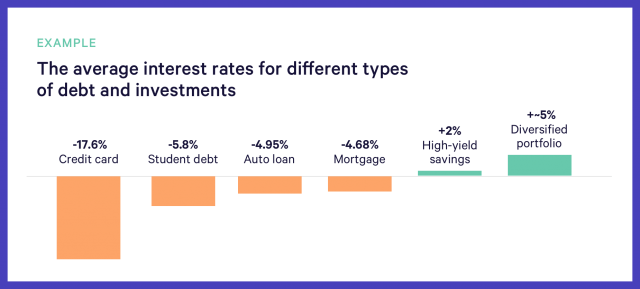 EXAMPLE
The average interest rates for different types
of debt and investments
-17.6%
Credit card
-5.8%
Student debt
-4.95%
Auto loan
-4.68%
Mortgage
+2%
High-yield
savings
+~5%
Diversified
portfolio